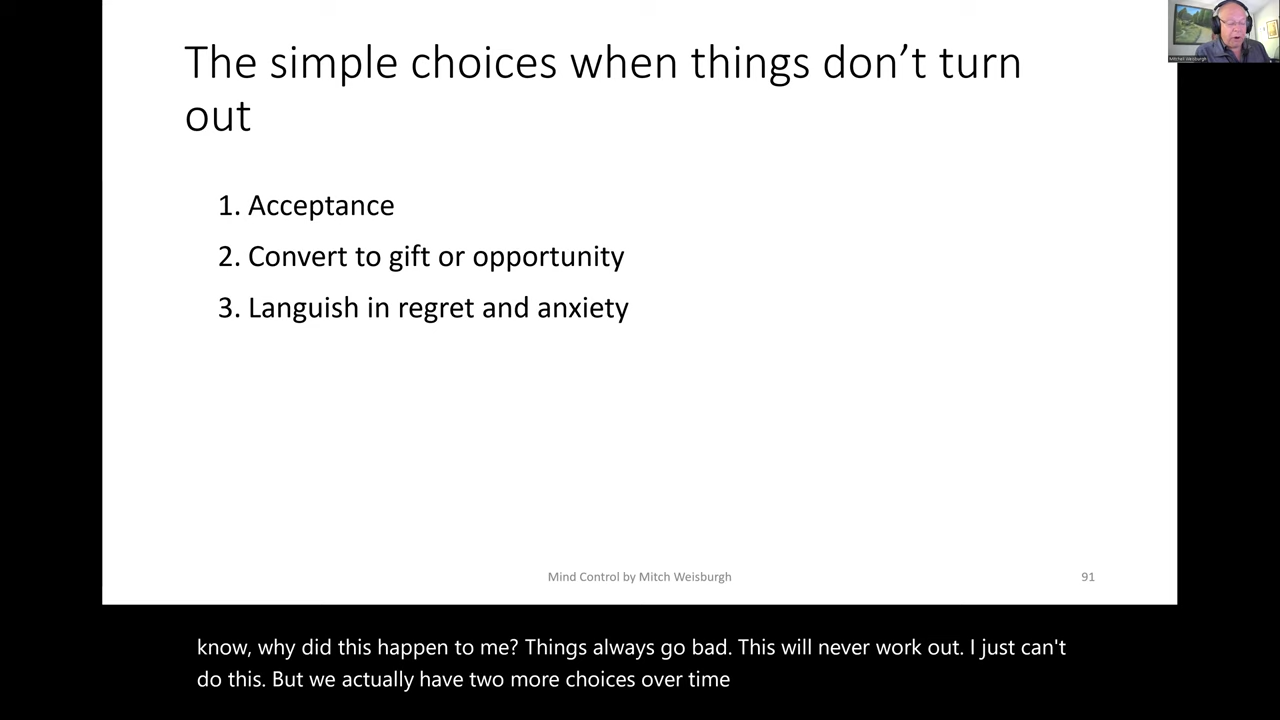 The simple choices when things don’t turn
out
1. Acceptance
2. Convert to gift or opportunity
3. Languish in regret and anxiety
Mind Control by Mitch Weisburgh
91
know, why did this happen to me? Things always go bad. This will never work out. I just can't
do this. But we actually have two more choices over time